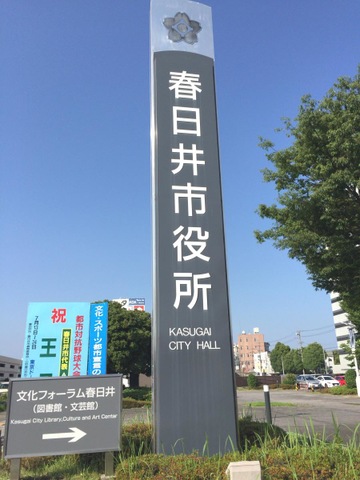 春日井市役所
KASUGAI
CITY HALL
祝
王
都市対抗野球大会
春日井市代表
文化・スポーツ都市宣言の
文化フォーラム春日井
（図書館・文芸館）
Kasugai City Library,Culture and Art Center